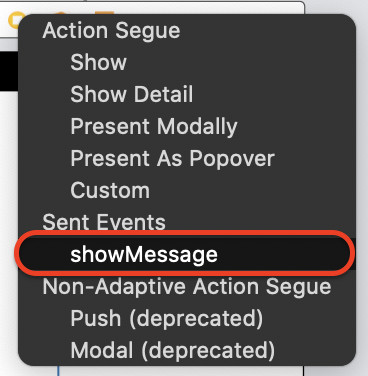 Action Segue
Show
Show Detail
Present Modally
Present As Popover
Custom
Sent Events
showMessage
Non-Adaptive Action Segue
Push (deprecated)
Modal (deprecated)